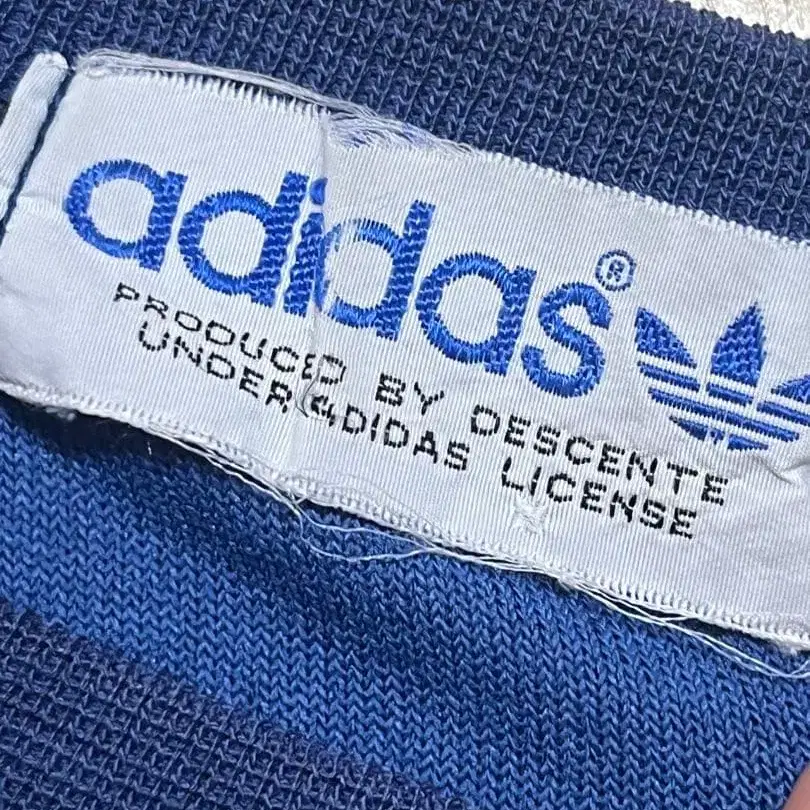 adidas®
PRODUCED BY DESCENTE
UNDER ADIDAS LICENSE